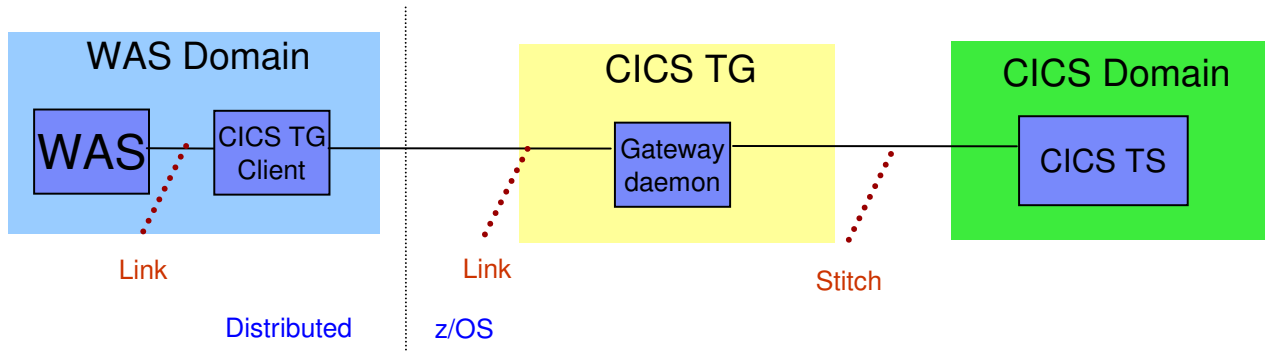 WAS Domain
CICS TG
CICS Domain
WAS
CICS TG
Client
Gateway
daemon
CICS TS
Link
Link
Stitch
Distributed
z/OS